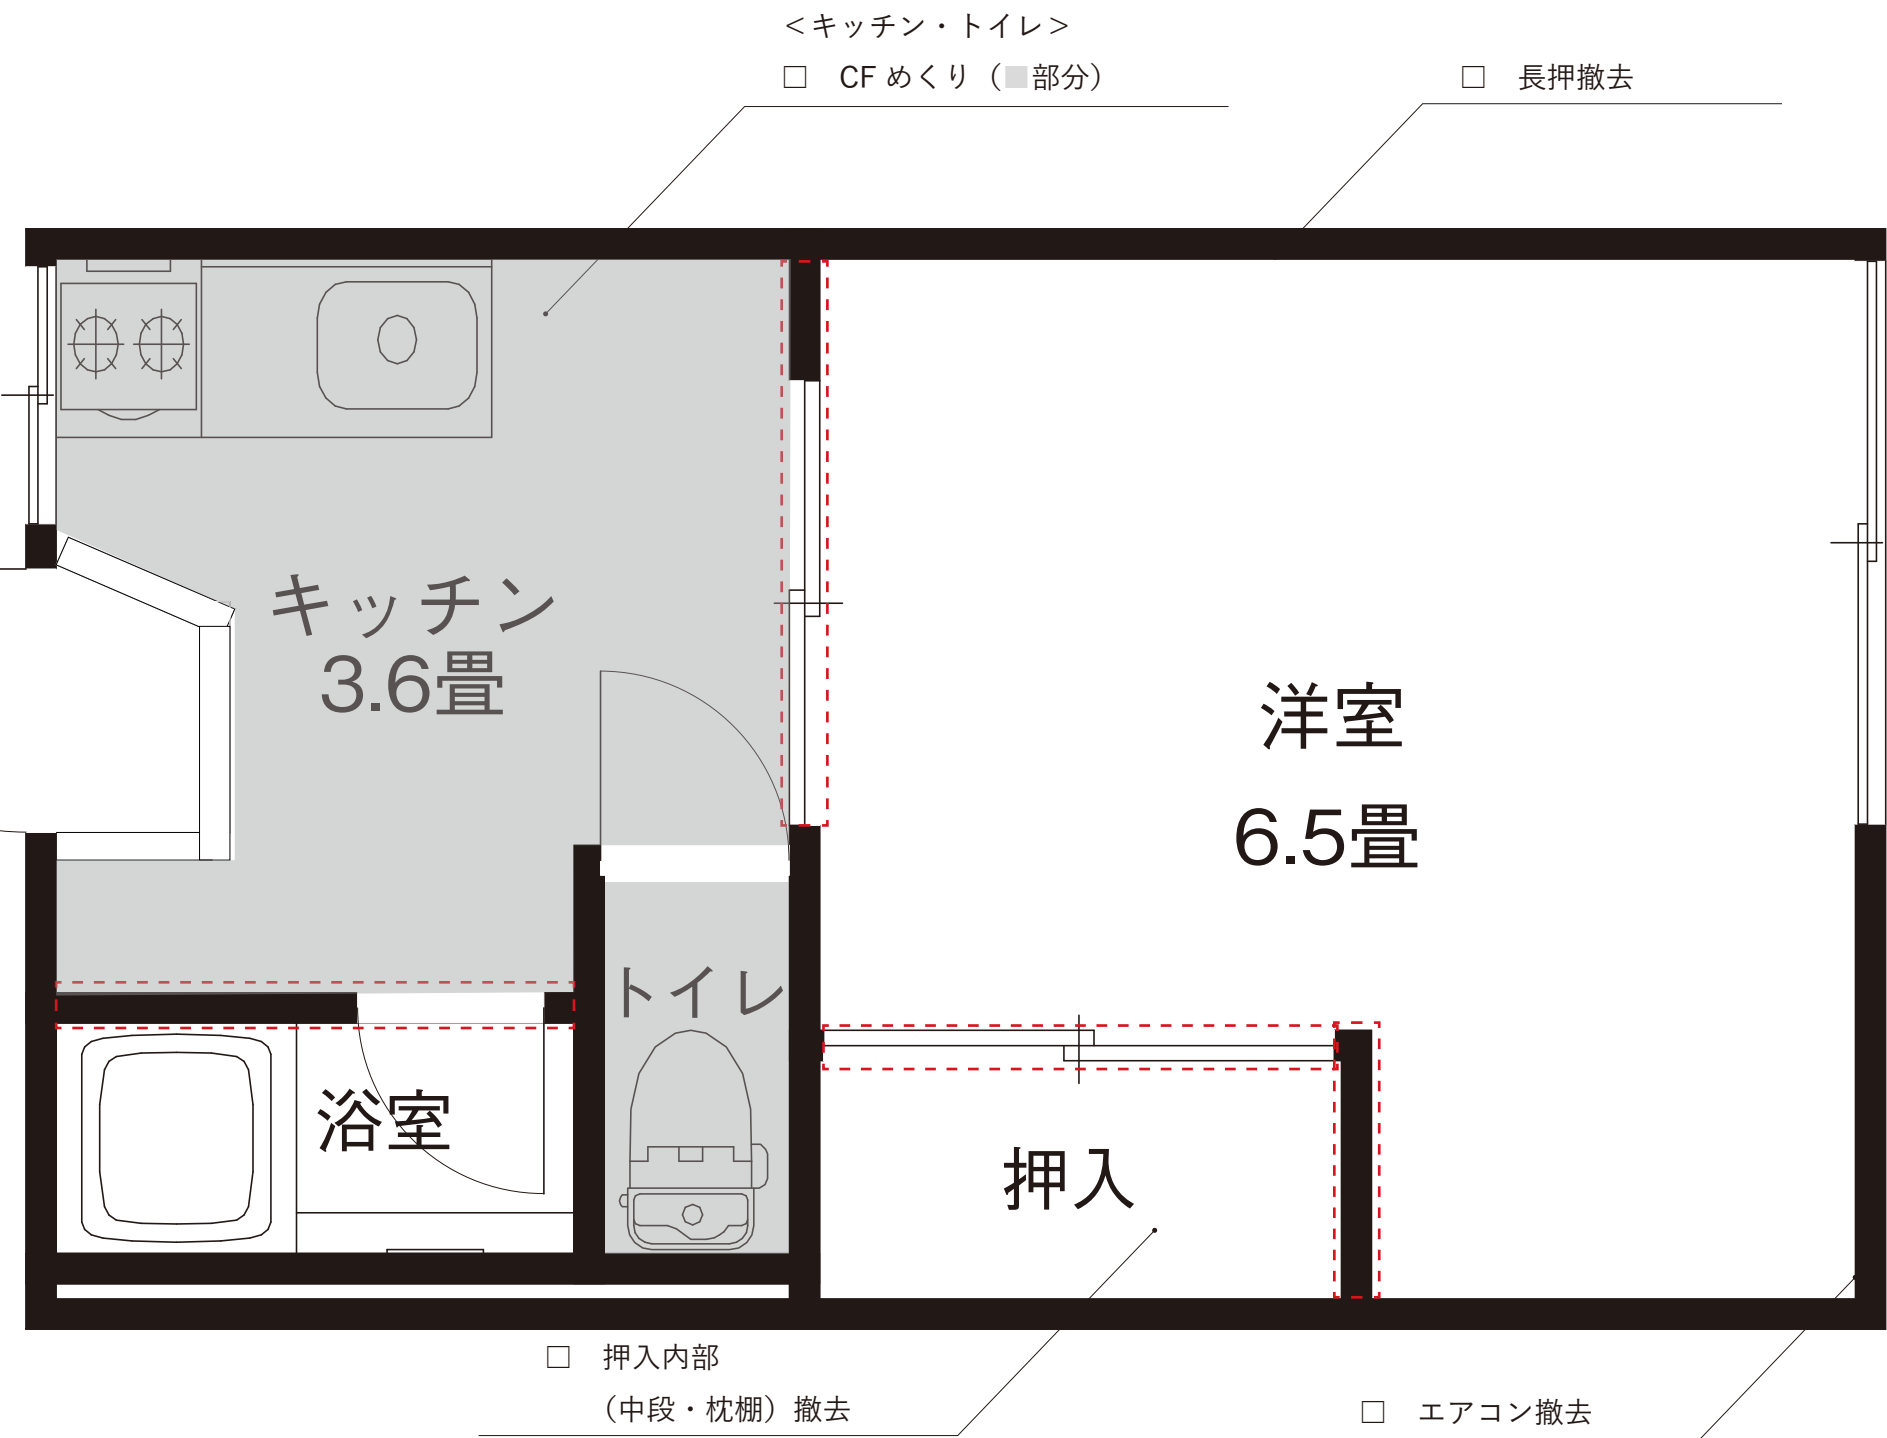 ＜キッチン・トイレ＞
□ CF めくり（■部分）
□ 長押撤去
キッチン
3.6畳
洋室
6.5畳
トイレ
浴室
押入
□ 押入内部
（中段・枕棚）撤去
□ エアコン撤去